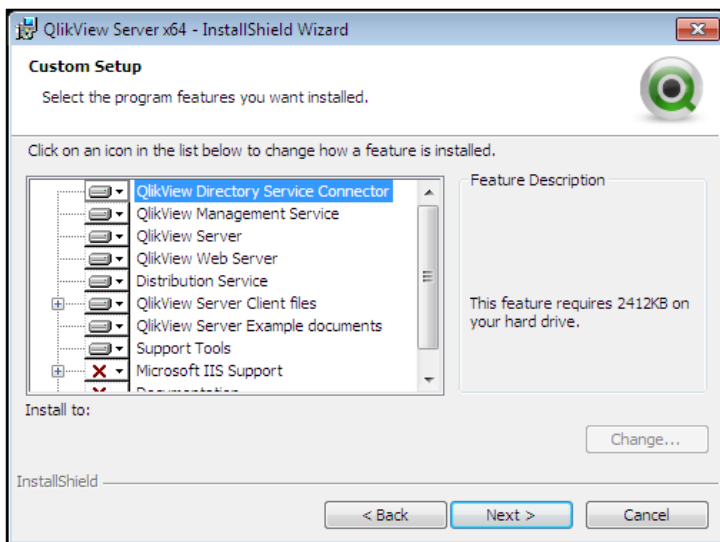 QlikView Server x64 - InstallShield Wizard
Custom Setup
Select the program features you want installed.
Click on an icon in the list below to change how a feature is installed.
QlikView Directory Service Connector
QlikView Management Service
QlikView Server
QlikView Web Server
Distribution Service
QlikView Server Client files
QlikView Server Example documents
Support Tools
Microsoft IIS Support
Documentation
Feature Description
This feature requires 2412KB on
your hard drive.
Install to:
Change...
InstallShield
< Back
Next >
Cancel